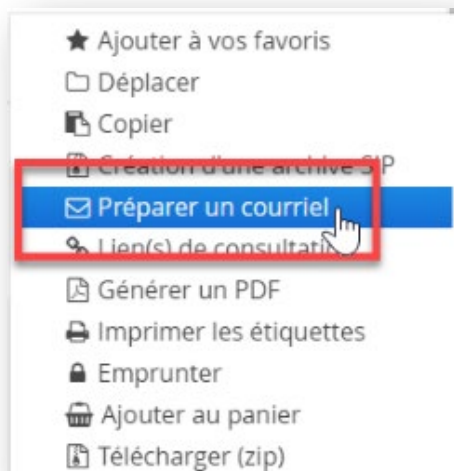 Ajouter à vos favoris
Déplacer
Copier
Création d'une archive SIP
Préparer un courriel
Lien(s) de consultation
Générer un PDF
Imprimer les étiquettes
Emprunter
Ajouter au panier
Télécharger (zip)